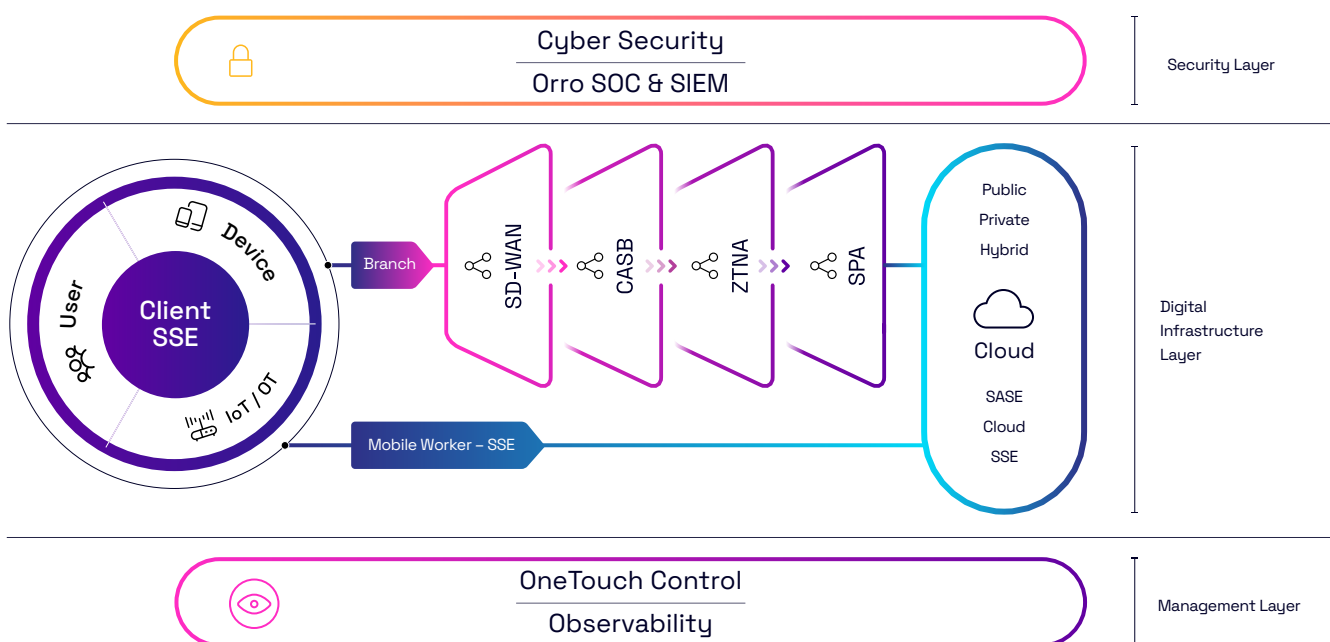 Cyber Security
Orro SOC & SIEM
Security Layer
Client
SSE
User
Device
IoT / OT
Branch
SD-WAN
CASB
ZTNA
SPA
Mobile Worker – SSE
Public
Private
Hybrid
Cloud
SASE
Cloud
SSE
Digital
Infrastructure
Layer
OneTouch Control
Observability
Management Layer